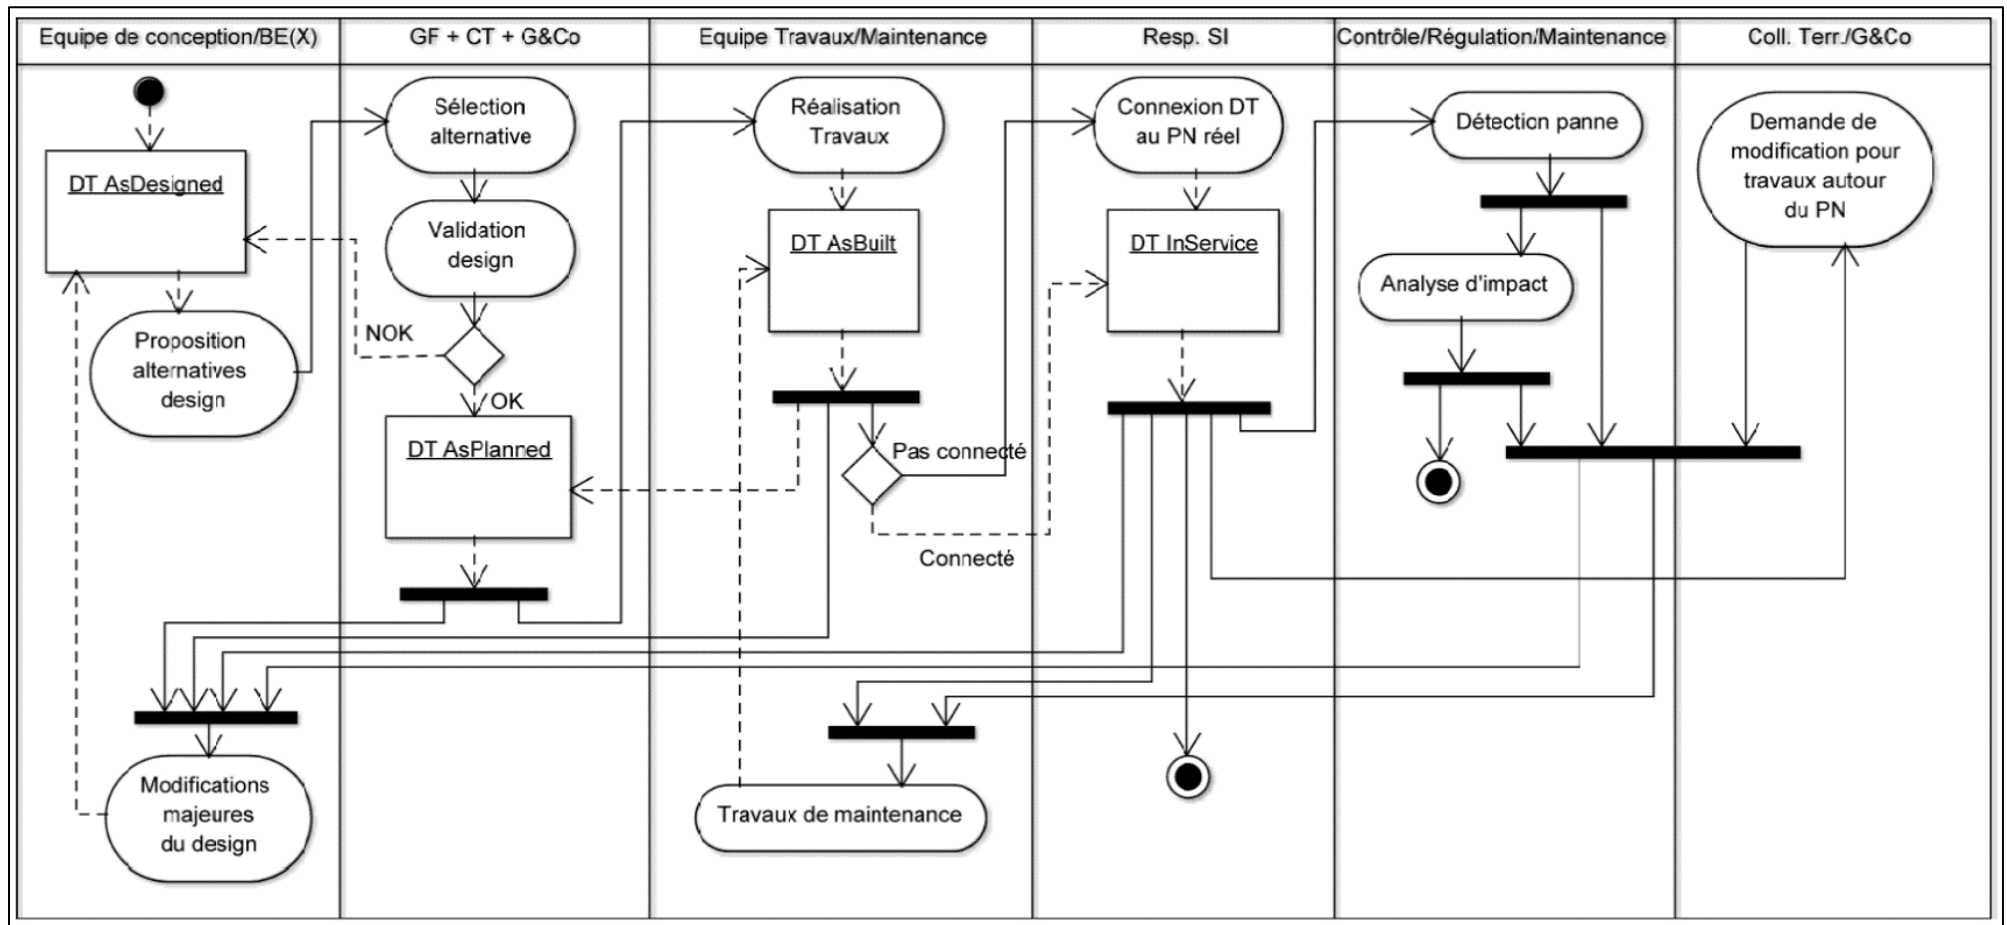 Equipe de conception/BE(X)
GF + CT + G&Co
Equipe Travaux/Maintenance
Resp. SI
Contrôle/Régulation/Maintenance
Coll. Terr./G&Co
DT AsDesigned
Proposition
alternatives
design
Modifications
majeures
du design
Sélection
alternative
Validation
design
NOK
OK
DT AsPlanned
Réalisation
Travaux
DT AsBuilt
Pas connecté
Connecté
Travaux de maintenance
Connexion DT
au PN réel
DT InService
Détection panne
Analyse d'impact
Demande de
modification pour
travaux autour
du PN